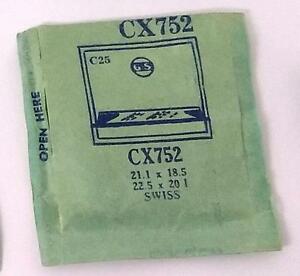 CX752
C25
GS
OPEN HERE
CX752
21.1 x 18.5
22.5 x 20 1
SWISS